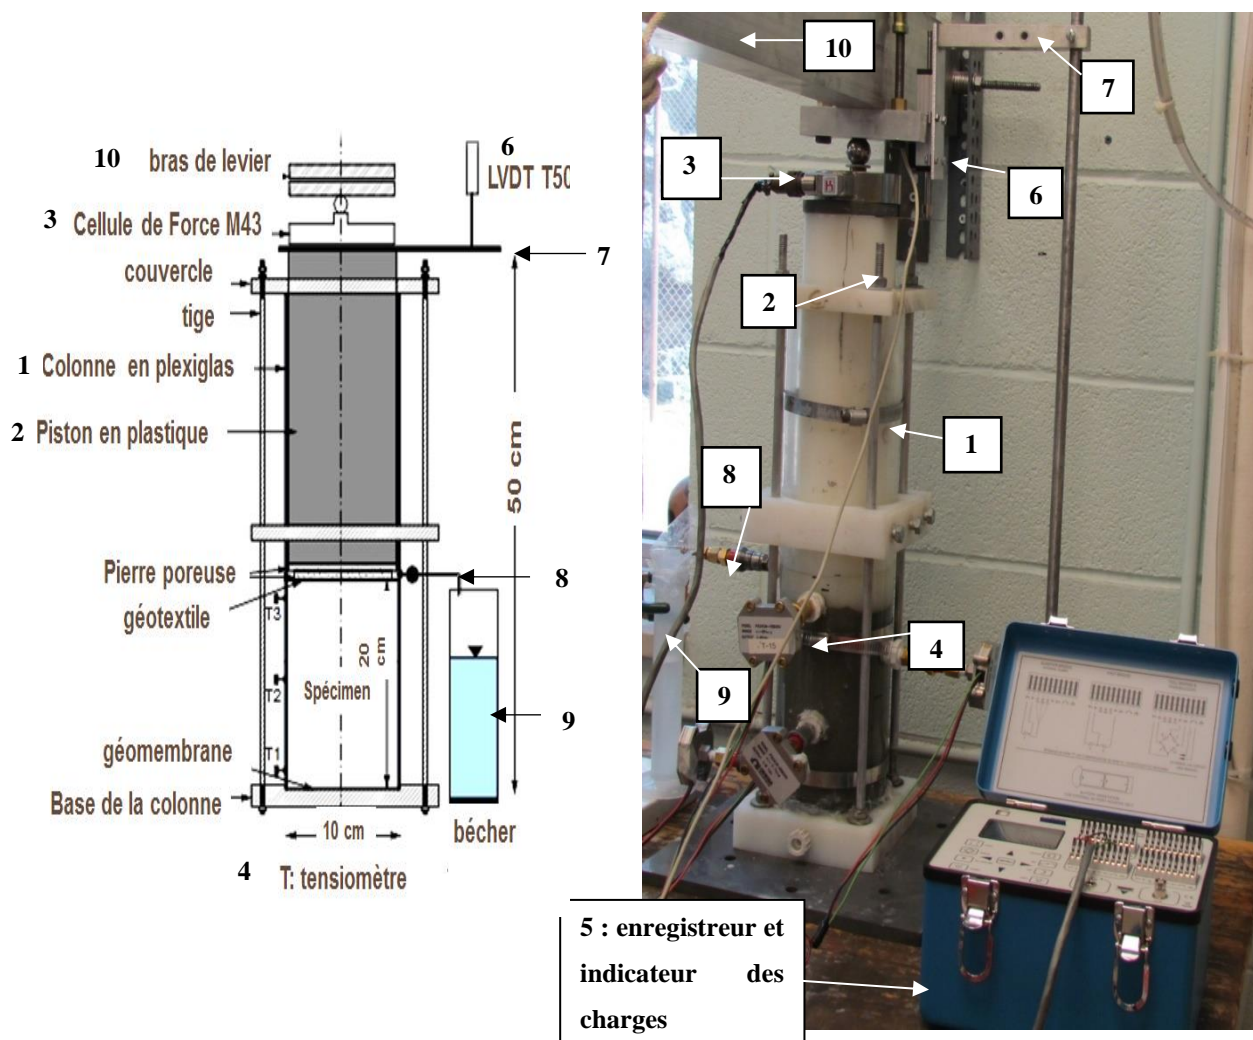 10 bras de levier
6
LVDT T50
3 Cellule de Force M43
7
couvercle
tige
1 Colonne en plexiglas
2 Piston en plastique
50 cm
Pierre poreuse
8
géotextile
T3
20 cm
T2
Spécimen
9
T1
géomembrane
Base de la colonne
10 cm
bécher
4
T: tensiomètre
10
7
3
6
2
1
8
4
9
5 : enregistreur et
indicateur des
charges